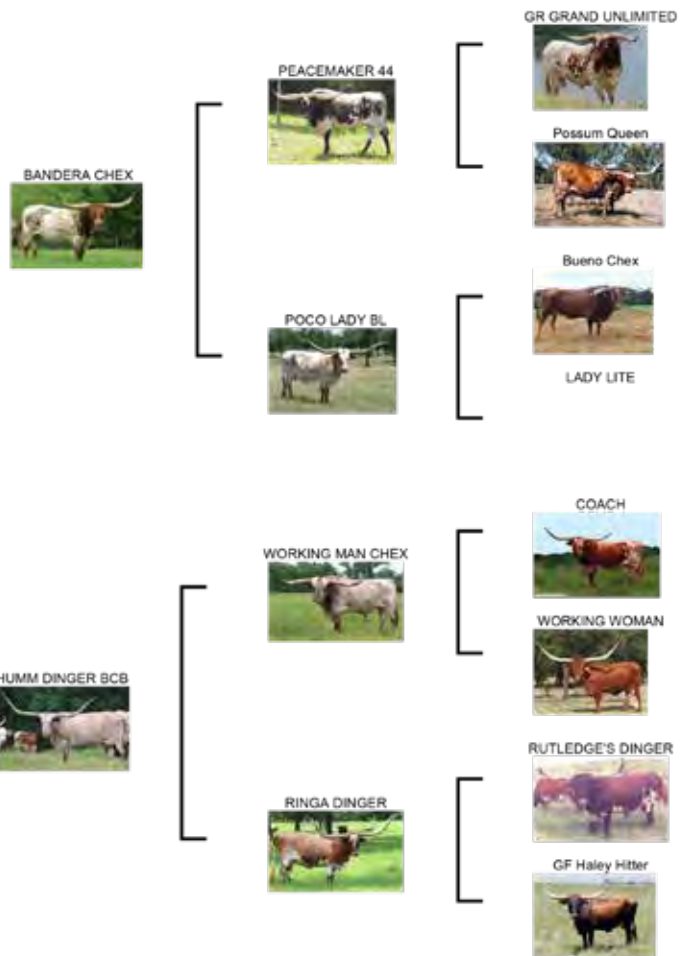 GR GRAND UNLIMITED
PEACEMAKER 44
Possum Queen
BANDERA CHEX
Bueno Chex
POCO LADY BL
LADY LITE
COACH
WORKING MAN CHEX
WORKING WOMAN
HUMM DINGER BCB
RUTLEDGE'S DINGER
RINGA DINGER
GF Haley Hitter